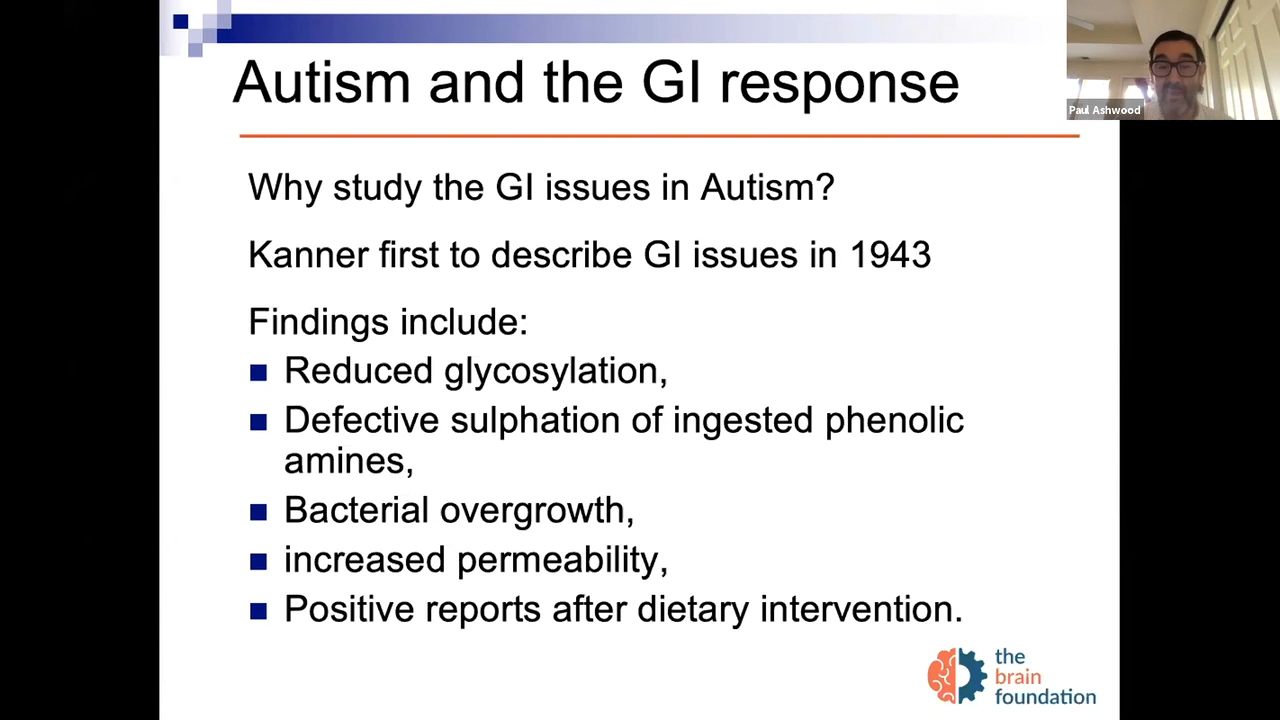 Autism and the GI response
Paul Ashwood
Why study the GI issues in Autism?
Kanner first to describe GI issues in 1943
Findings include:
Reduced glycosylation,
Defective sulphation of ingested phenolic
amines,
Bacterial overgrowth,
increased permeability,
Positive reports after dietary intervention.
the
brain
foundation